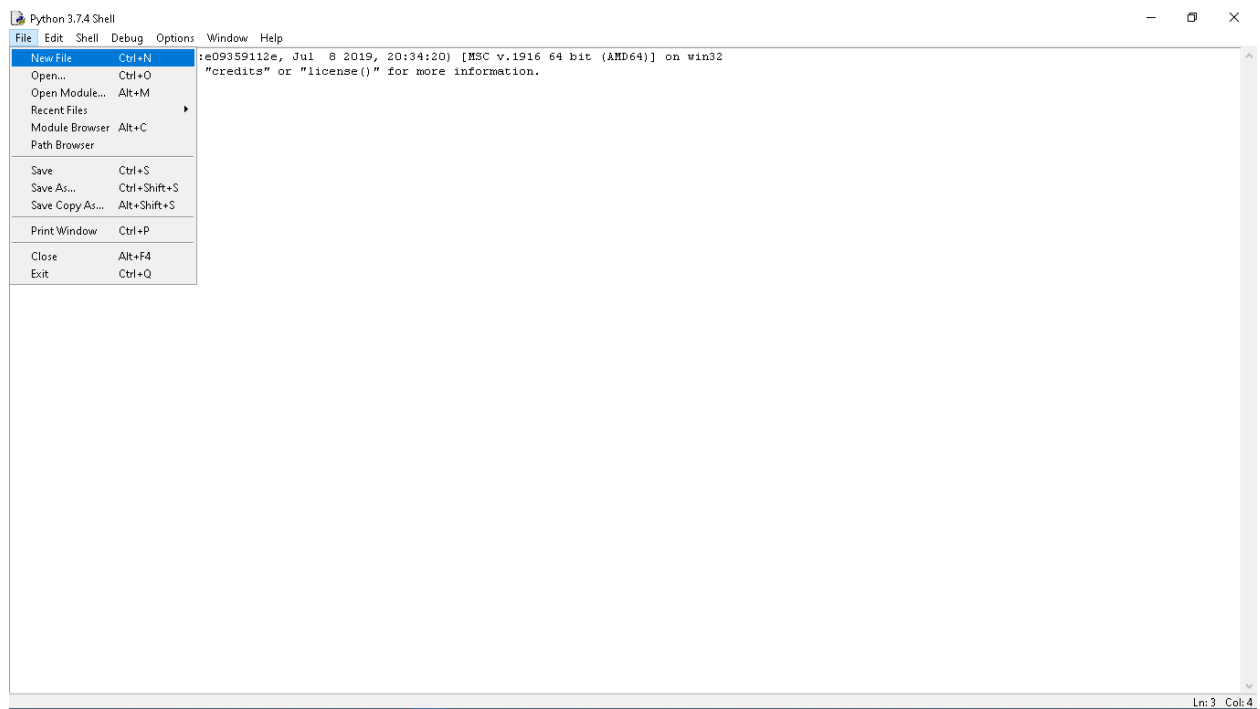 Python 3.7.4 Shell
File Edit Shell Debug Options Window Help
:e09359112e, Jul  8 2019, 20:34:20) [MSC v.1916 64 bit (AMD64)] on win32
"credits" or "license()" for more information.
New File Ctrl+N
Open... Ctrl+O
Open Module... Alt+M
Recent Files
Module Browser Alt+C
Path Browser
Save Ctrl+S
Save As... Ctrl+Shift+S
Save Copy As... Alt+Shift+S
Print Window Ctrl+P
Close Alt+F4
Exit Ctrl+Q
Ln: 3 Col: 4